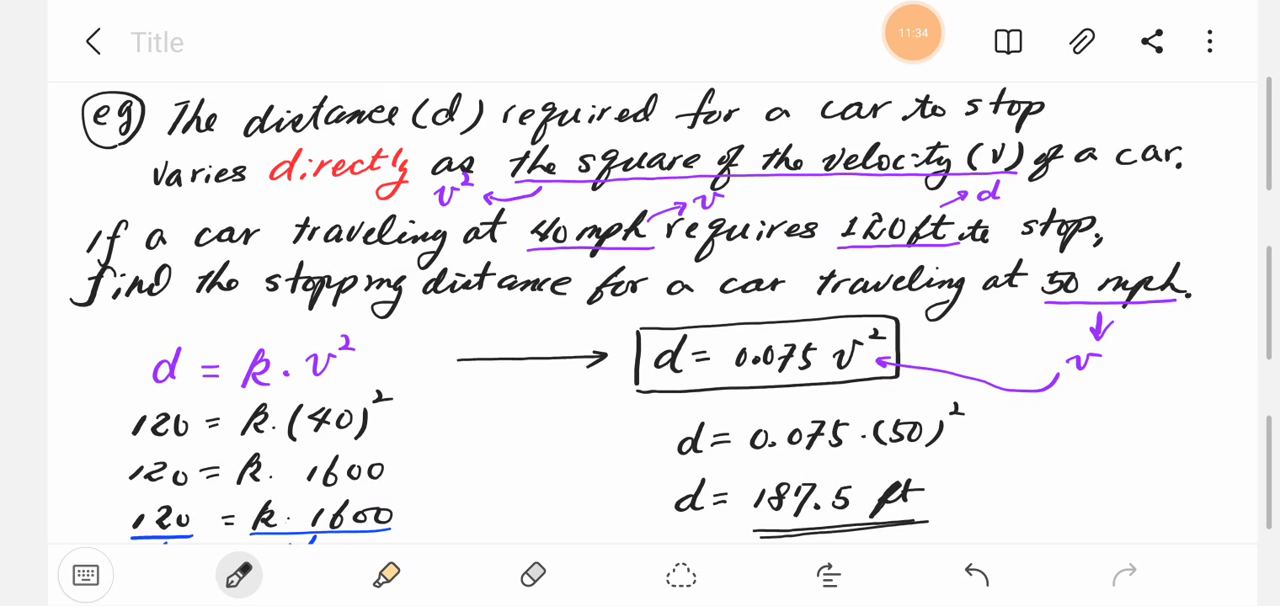 Title
11:34
eg The distance (d) required for a car to stop
varies directly as the square of the velocity (v) of a car.
v² v d
If a car traveling at 40 mph requires 120ft to stop,
find the stopping distance for a car traveling at 50 mph.
d = k . v²
d = 0.075 v²
v
120 = k. (40)²
d = 0.075 . (50)²
120 = k. 1600
d = 187.5 ft
120 = k. 1600